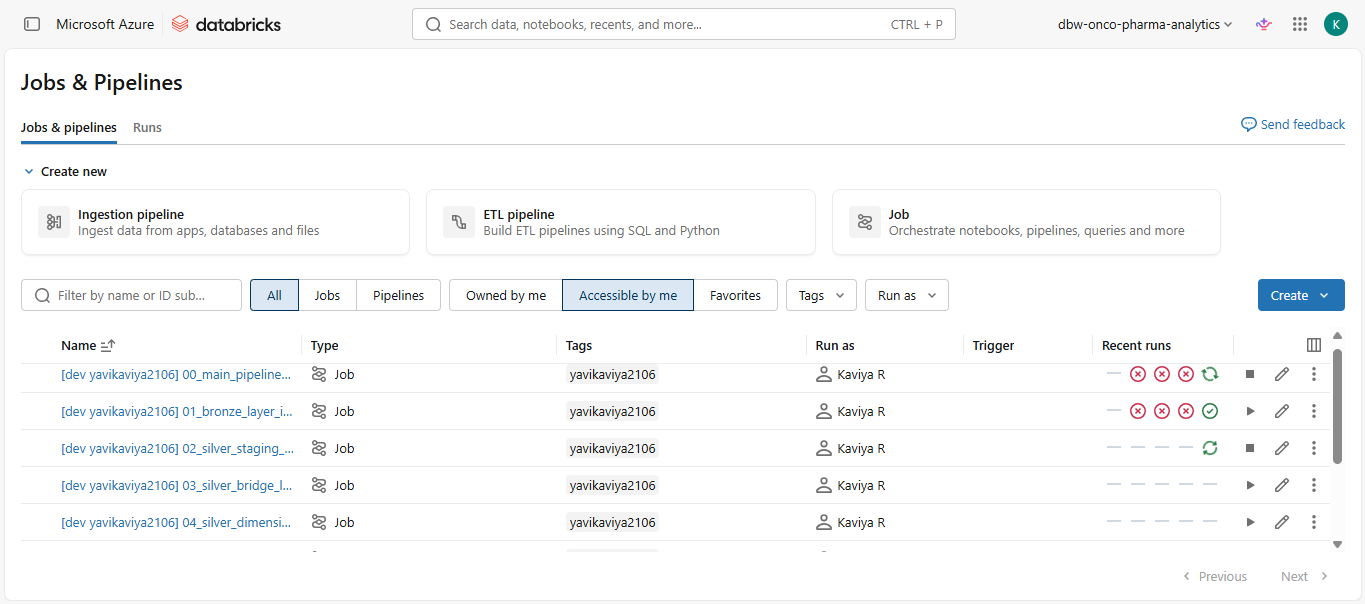 Microsoft Azure databricks Search data, notebooks, recents, and more... CTRL + P dbw-onco-pharma-analytics K
Jobs & Pipelines
Jobs & pipelines Runs Send feedback
Create new
Ingestion pipeline
Ingest data from apps, databases and files
ETL pipeline
Build ETL pipelines using SQL and Python
Job
Orchestrate notebooks, pipelines, queries and more
Filter by name or ID sub... All Jobs Pipelines Owned by me Accessible by me Favorites Tags Run as Create
Name Type Tags Run as Trigger Recent runs
[dev yavikaviya2106] 00_main_pipeline... Job yavikaviya2106 Kaviya R
[dev yavikaviya2106] 01_bronze_layer_i... Job yavikaviya2106 Kaviya R
[dev yavikaviya2106] 02_silver_staging_... Job yavikaviya2106 Kaviya R
[dev yavikaviya2106] 03_silver_bridge_l... Job yavikaviya2106 Kaviya R
[dev yavikaviya2106] 04_silver_dimensi... Job yavikaviya2106 Kaviya R
Previous Next